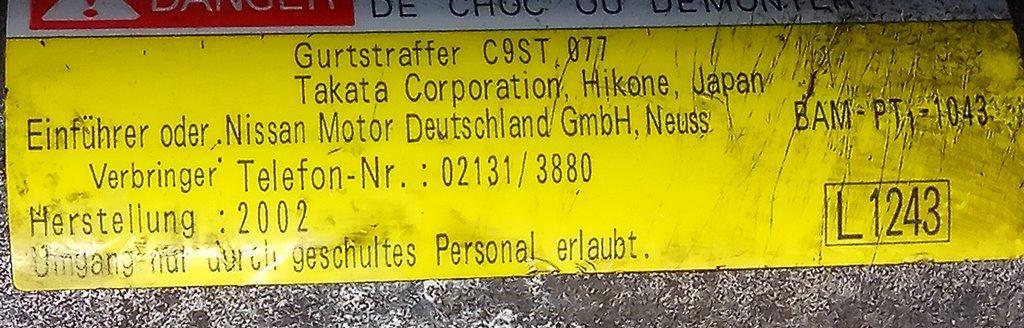 DANGER DE CHOC OU DEMONTER
Gurtstraffer C9ST 077
Takata Corporation, Hikone, Japan
Einführer oder Nissan Motor Deutschland GmbH, Neuss BAM-PT1-1043
Verbringer Telefon-Nr. : 02131/3880
Herstellung : 2002 L1243
Umgang nur durch geschultes Personal erlaubt.